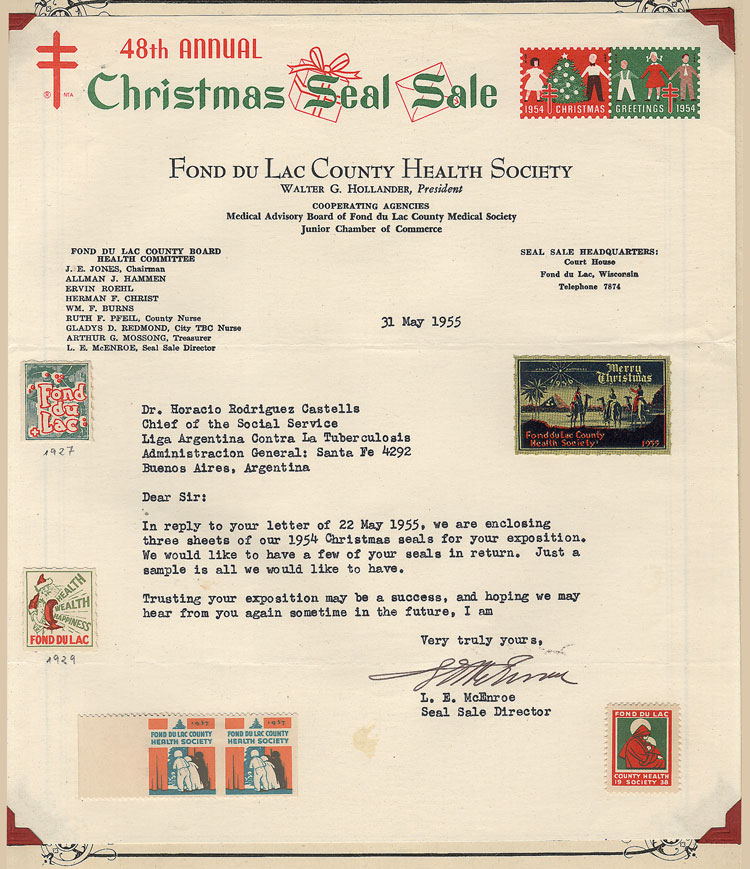 48th ANNUAL
Christmas Seal Sale
® NTA
1954 CHRISTMAS GREETINGS 1954
FOND DU LAC COUNTY HEALTH SOCIETY
WALTER G. HOLLANDER, President
COOPERATING AGENCIES
Medical Advisory Board of Fond du Lac County Medical Society
Junior Chamber of Commerce
FOND DU LAC COUNTY BOARD
HEALTH COMMITTEE
J. E. JONES, Chairman
ALLMAN J. HAMMEN
ERVIN ROEHL
HERMAN F. CHRIST
WM. F. BURNS
RUTH F. PFEIL, County Nurse
GLADYS D. REDMOND, City TBC Nurse
ARTHUR G. MOSSONG, Treasurer
L. E. McENROE, Seal Sale Director
SEAL SALE HEADQUARTERS:
Court House
Fond du Lac, Wisconsin
Telephone 7874
31 May 1955
Fond
du
Lac
1927
Merry
Christmas
HEALTH
1936
Fond du Lac County
Health Society
Dr. Horacio Rodriguez Castells
Chief of the Social Service
Liga Argentina Contra La Tuberculosis
Administracion General: Santa Fe 4292
Buenos Aires, Argentina
Dear Sir:
In reply to your letter of 22 May 1955, we are enclosing
three sheets of our 1954 Christmas seals for your exposition.
We would like to have a few of your seals in return. Just a
sample is all we would like to have.
Trusting your exposition may be a success, and hoping we may
hear from you again sometime in the future, I am
HEALTH
WEALTH
HAPPINESS
FOND DU LAC
1929
Very truly yours,
L. E. McEnroe
L. E. McEnroe
Seal Sale Director
1937
FOND DU LAC COUNTY
HEALTH SOCIETY
1937
FOND DU LAC COUNTY
HEALTH SOCIETY
FOND DU LAC
COUNTY HEALTH
19 SOCIETY 38